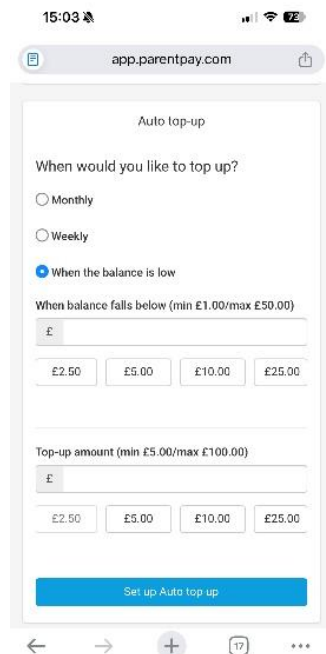 15:03
73
app.parentpay.com
Auto top-up
When would you like to top up?
Monthly
Weekly
When the balance is low
When balance falls below (min £1.00/max £50.00)
£
£2.50 £5.00 £10.00 £25.00
Top-up amount (min £5.00/max £100.00)
£
£2.50 £5.00 £10.00 £25.00
Set up Auto top up
17